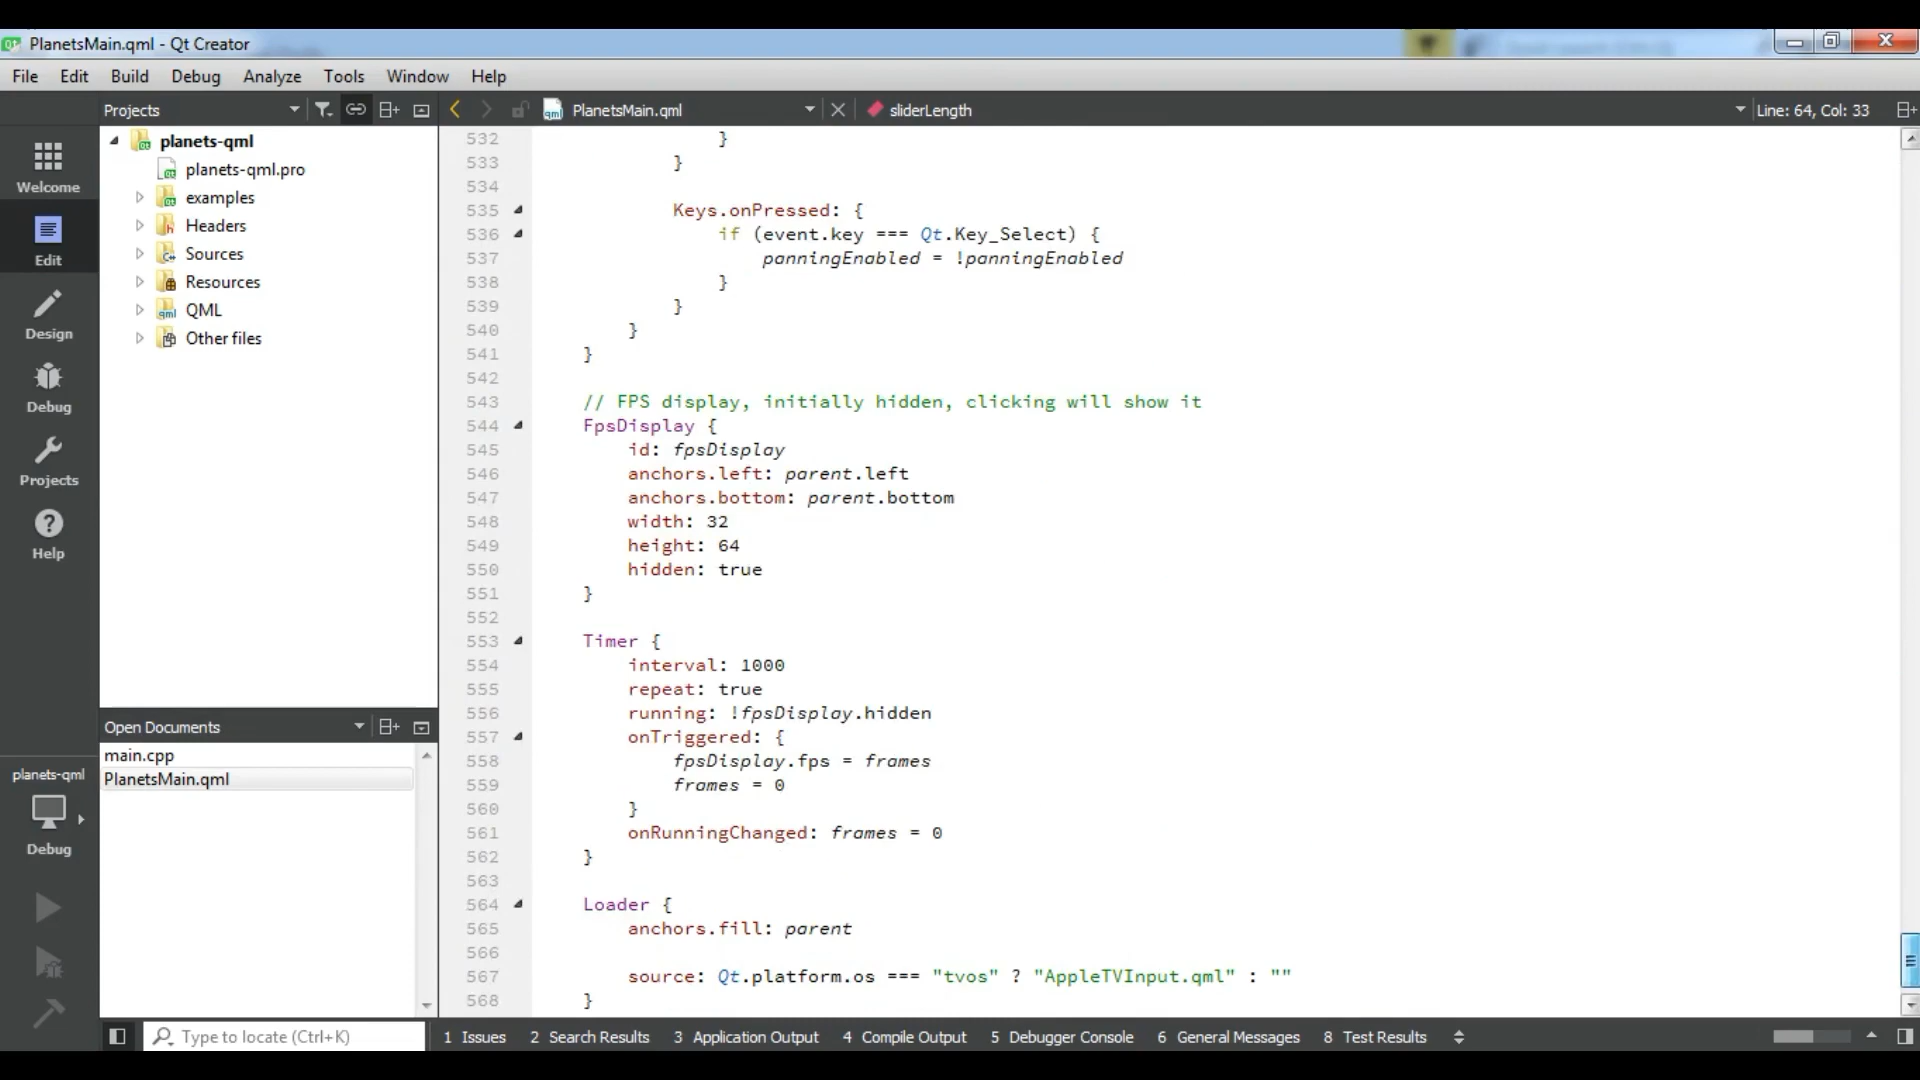 PlanetsMain.qml - Qt Creator
File Edit Build Debug Analyze Tools Window Help
Projects
PlanetsMain.qml
sliderLength
Line: 64, Col: 33
Welcome
Edit
Design
Debug
Projects
Help
planets-qml
Debug
planets-qml
planets-qml.pro
examples
Headers
Sources
Resources
QML
Other files
Open Documents
main.cpp
PlanetsMain.qml
532 }
533 }
534
535 Keys.onPressed: {
536 if (event.key === Qt.Key_Select) {
537 panningEnabled = !panningEnabled
538 }
539 }
540 }
541 }
542
543 // FPS display, initially hidden, clicking will show it
544 FpsDisplay {
545 id: fpsDisplay
546 anchors.left: parent.left
547 anchors.bottom: parent.bottom
548 width: 32
549 height: 64
550 hidden: true
551 }
552
553 Timer {
554 interval: 1000
555 repeat: true
556 running: !fpsDisplay.hidden
557 onTriggered: {
558 fpsDisplay.fps = frames
559 frames = 0
560 }
561 onRunningChanged: frames = 0
562 }
563
564 Loader {
565 anchors.fill: parent
566
567 source: Qt.platform.os === "tvos" ? "AppleTVInput.qml" : ""
568 }
Type to locate (Ctrl+K)
1 Issues 2 Search Results 3 Application Output 4 Compile Output 5 Debugger Console 6 General Messages 8 Test Results